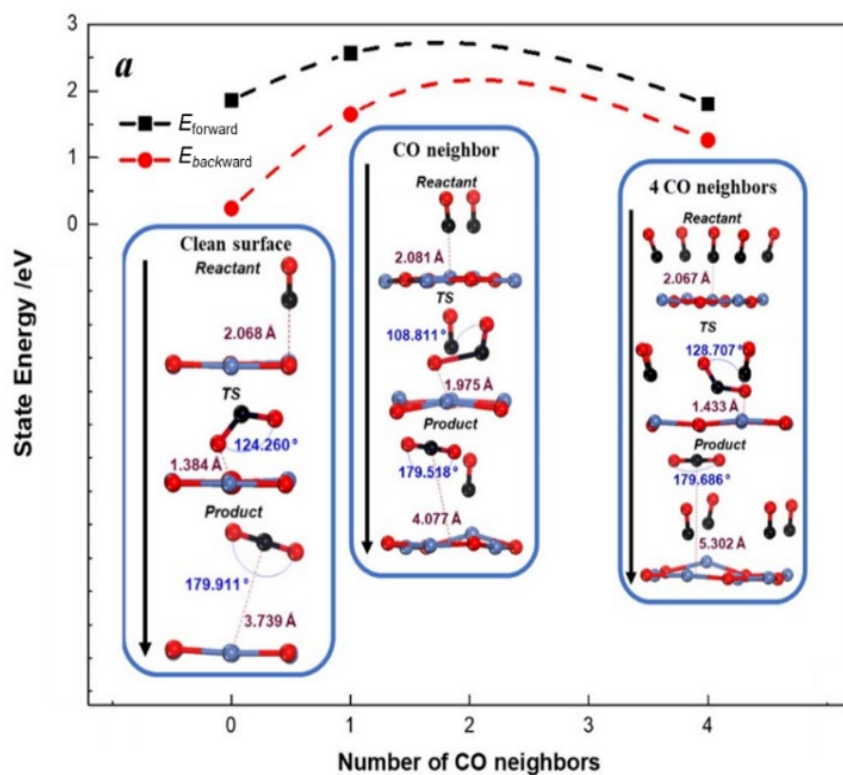 3
2
1
0
State Energy /eV
a
E forward
E backward
Clean surface
Reactant
2.068 Å
TS
124.260 °
1.384 Å
Product
179.911 °
3.739 Å
CO neighbor
Reactant
2.081 Å
TS
108.811 °
1.975 Å
Product
179.518 °
4.077 Å
4 CO neighbors
Reactant
2.067 Å
TS
128.707 °
1.433 Å
Product
179.686 °
5.302 Å
0 1 2 3 4
Number of CO neighbors